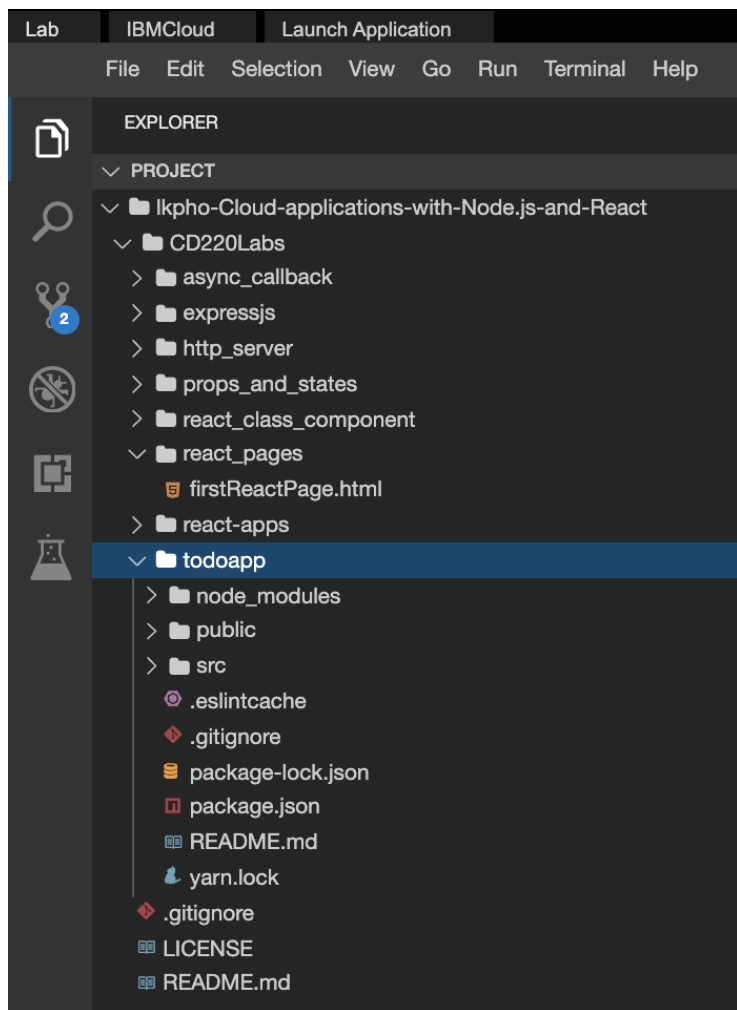 Lab IBMCloud Launch Application
File Edit Selection View Go Run Terminal Help
EXPLORER
PROJECT
lkpho-Cloud-applications-with-Node.js-and-React
CD220Labs
async_callback
expressjs
2
http_server
props_and_states
react_class_component
react_pages
firstReactPage.html
react-apps
todoapp
node_modules
public
src
.eslintcache
.gitignore
package-lock.json
package.json
README.md
yarn.lock
.gitignore
LICENSE
README.md